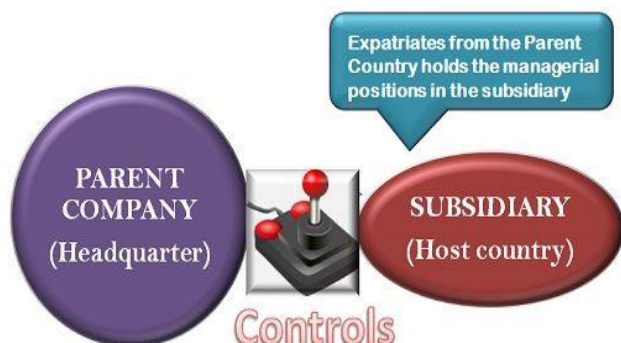 Expatriates from the Parent
Country holds the managerial
positions in the subsidiary
PARENT
COMPANY
(Headquarter)
SUBSIDIARY
(Host country)
Controls